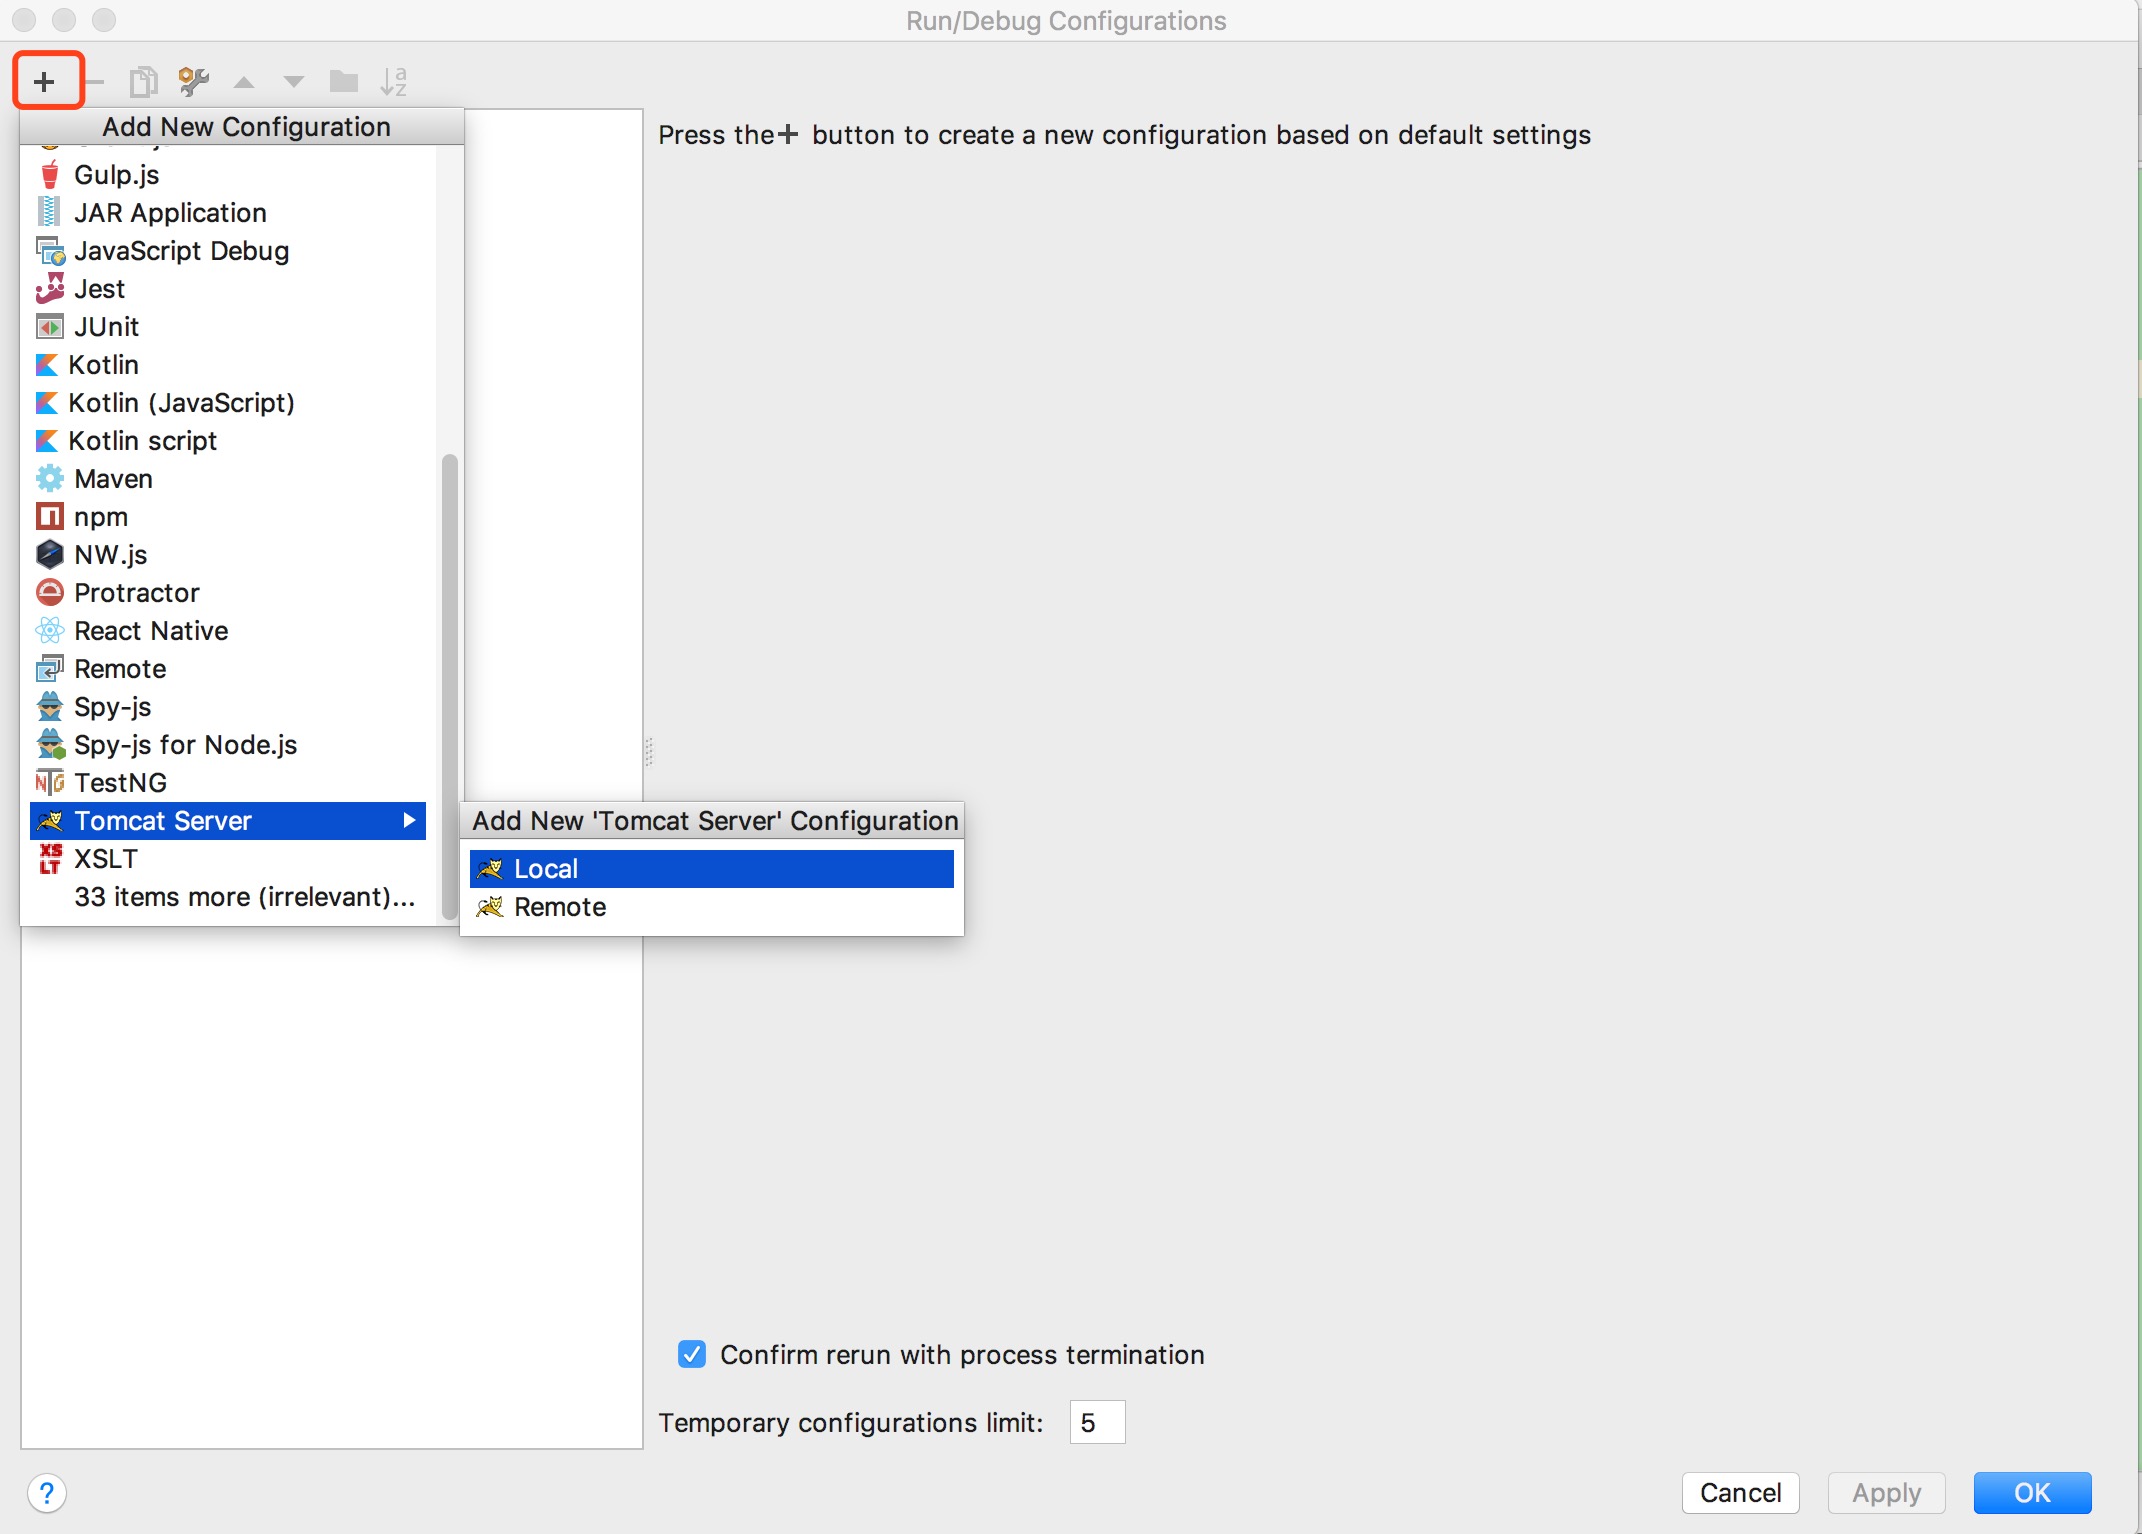 Run/Debug Configurations
Add New Configuration
Press the + button to create a new configuration based on default settings
Gulp.js
JAR Application
JavaScript Debug
Jest
JUnit
Kotlin
Kotlin (JavaScript)
Kotlin script
Maven
npm
NW.js
Protractor
React Native
Remote
Spy-js
Spy-js for Node.js
TestNG
Tomcat Server
XSLT
33 items more (irrelevant)...
Add New 'Tomcat Server' Configuration
Local
Remote
Confirm rerun with process termination
Temporary configurations limit: 5
? Cancel Apply OK